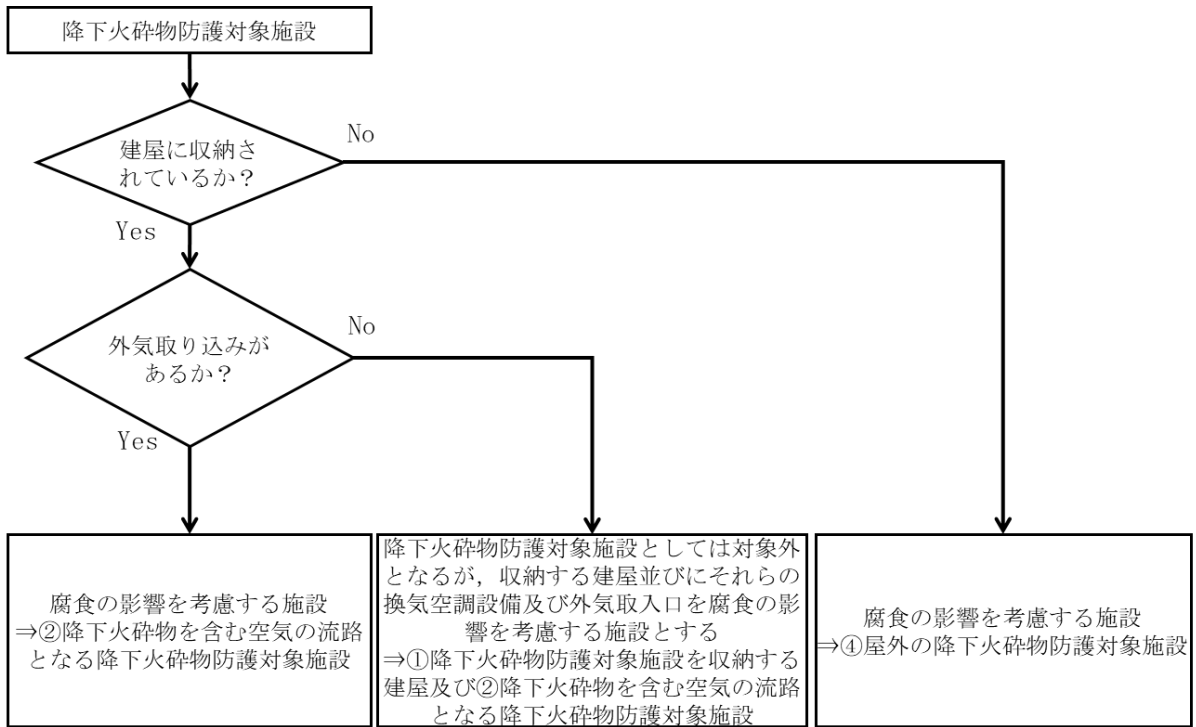 降下火砕物防護対象施設
建屋に収納さ
れているか？
No
Yes
外気取り込みが
あるか？
No
Yes
腐食の影響を考慮する施設
⇒②降下火砕物を含む空気の流路
となる降下火砕物防護対象施設
降下火砕物防護対象施設としては対象外
となるが，収納する建屋並びにそれらの
換気空調設備及び外気取入口を腐食の影
響を考慮する施設とする
⇒①降下火砕物防護対象施設を収納する
建屋及び②降下火砕物を含む空気の流路
となる降下火砕物防護対象施設
腐食の影響を考慮する施設
⇒④屋外の降下火砕物防護対象施設